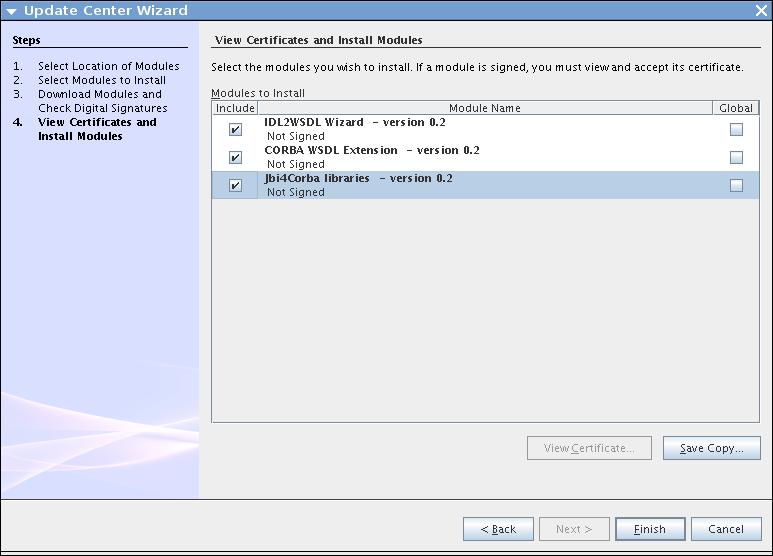 Update Center Wizard
Steps
1. Select Location of Modules
2. Select Modules to Install
3. Download Modules and
Check Digital Signatures
4. View Certificates and
Install Modules
View Certificates and Install Modules
Select the modules you wish to install. If a module is signed, you must view and accept its certificate.
Modules to Install
Include Module Name Global
IDL2WSDL Wizard - version 0.2
Not Signed
CORBA WSDL Extension - version 0.2
Not Signed
Jbi4Corba libraries - version 0.2
Not Signed
View Certificate... Save Copy...
< Back Next > Finish Cancel